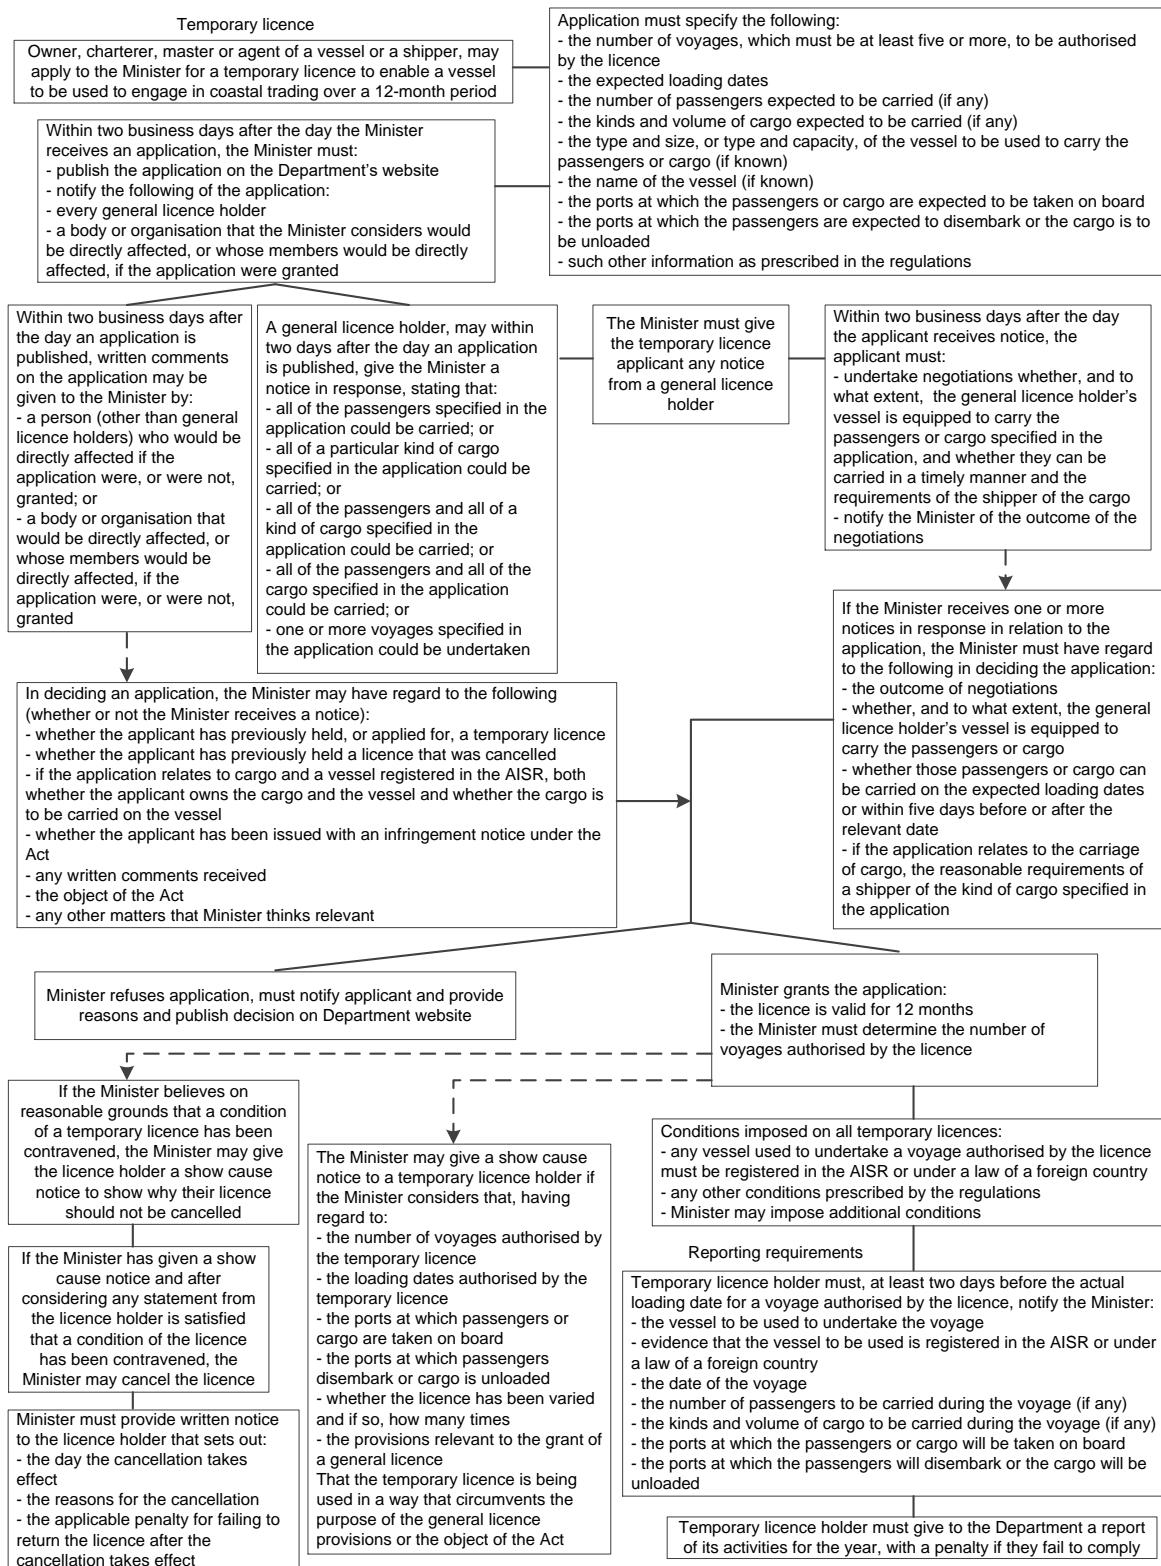 Temporary licence
Owner, charterer, master or agent of a vessel or a shipper, may
apply to the Minister for a temporary licence to enable a vessel
to be used to engage in coastal trading over a 12-month period
Application must specify the following:
- the number of voyages, which must be at least five or more, to be authorised
by the licence
- the expected loading dates
- the number of passengers expected to be carried (if any)
- the kinds and volume of cargo expected to be carried (if any)
- the type and size, or type and capacity, of the vessel to be used to carry the
passengers or cargo (if known)
- the name of the vessel (if known)
- the ports at which the passengers or cargo are expected to be taken on board
- the ports at which the passengers are expected to disembark or the cargo is to
be unloaded
- such other information as prescribed in the regulations
Within two business days after the day the Minister
receives an application, the Minister must:
- publish the application on the Department's website
- notify the following of the application:
- every general licence holder
- a body or organisation that the Minister considers would
be directly affected, or whose members would be directly
affected, if the application were granted
Within two business days after
the day an application is
published, written comments
on the application may be
given to the Minister by:
- a person (other than general
licence holders) who would be
directly affected if the
application were, or were not,
granted; or
- a body or organisation that
would be directly affected, or
whose members would be
directly affected, if the
application were, or were not,
granted
A general licence holder, may within
two days after the day an application
is published, give the Minister a
notice in response, stating that:
- all of the passengers specified in the
application could be carried; or
- all of a particular kind of cargo
specified in the application could be
carried; or
- all of the passengers and all of a
kind of cargo specified in the
application could be carried; or
- all of the passengers and all of the
cargo specified in the application
could be carried; or
- one or more voyages specified in
the application could be undertaken
The Minister must give
the temporary licence
applicant any notice
from a general licence
holder
Within two business days after the day
the applicant receives notice, the
applicant must:
- undertake negotiations whether, and to
what extent, the general licence holder's
vessel is equipped to carry the
passengers or cargo specified in the
application, and whether they can be
carried in a timely manner and the
requirements of the shipper of the cargo
- notify the Minister of the outcome of the
negotiations
If the Minister receives one or more
notices in response in relation to the
application, the Minister must have regard
to the following in deciding the application:
- the outcome of negotiations
- whether, and to what extent, the general
licence holder's vessel is equipped to
carry the passengers or cargo
- whether those passengers or cargo can
be carried on the expected loading dates
or within five days before or after the
relevant date
- if the application relates to the carriage
of cargo, the reasonable requirements of
a shipper of the kind of cargo specified in
the application
In deciding an application, the Minister may have regard to the following
(whether or not the Minister receives a notice):
- whether the applicant has previously held, or applied for, a temporary licence
- whether the applicant has previously held a licence that was cancelled
- if the application relates to cargo and a vessel registered in the AISR, both
whether the applicant owns the cargo and the vessel and whether the cargo is
to be carried on the vessel
- whether the applicant has been issued with an infringement notice under the
Act
- any written comments received
- the object of the Act
- any other matters that Minister thinks relevant
Minister refuses application, must notify applicant and provide
reasons and publish decision on Department website
Minister grants the application:
- the licence is valid for 12 months
- the Minister must determine the number of
voyages authorised by the licence
If the Minister believes on
reasonable grounds that a condition
of a temporary licence has been
contravened, the Minister may give
the licence holder a show cause
notice to show why their licence
should not be cancelled
If the Minister has given a show
cause notice and after
considering any statement from
the licence holder is satisfied
that a condition of the licence
has been contravened, the
Minister may cancel the licence
Minister must provide written notice
to the licence holder that sets out:
- the day the cancellation takes
effect
- the reasons for the cancellation
- the applicable penalty for failing to
return the licence after the
cancellation takes effect
The Minister may give a show cause
notice to a temporary licence holder if
the Minister considers that, having
regard to:
- the number of voyages authorised by
the temporary licence
- the loading dates authorised by the
temporary licence
- the ports at which passengers or
cargo are taken on board
- the ports at which passengers
disembark or cargo is unloaded
- whether the licence has been varied
and if so, how many times
- the provisions relevant to the grant of
a general licence
That the temporary licence is being
used in a way that circumvents the
purpose of the general licence
provisions or the object of the Act
Conditions imposed on all temporary licences:
- any vessel used to undertake a voyage authorised by the licence
must be registered in the AISR or under a law of a foreign country
- any other conditions prescribed by the regulations
- Minister may impose additional conditions
Reporting requirements
Temporary licence holder must, at least two days before the actual
loading date for a voyage authorised by the licence, notify the Minister:
- the vessel to be used to undertake the voyage
- evidence that the vessel to be used is registered in the AISR or under
a law of a foreign country
- the date of the voyage
- the number of passengers to be carried during the voyage (if any)
- the kinds and volume of cargo to be carried during the voyage (if any)
- the ports at which the passengers or cargo will be taken on board
- the ports at which the passengers will disembark or the cargo will be
unloaded
Temporary licence holder must give to the Department a report
of its activities for the year, with a penalty if they fail to comply